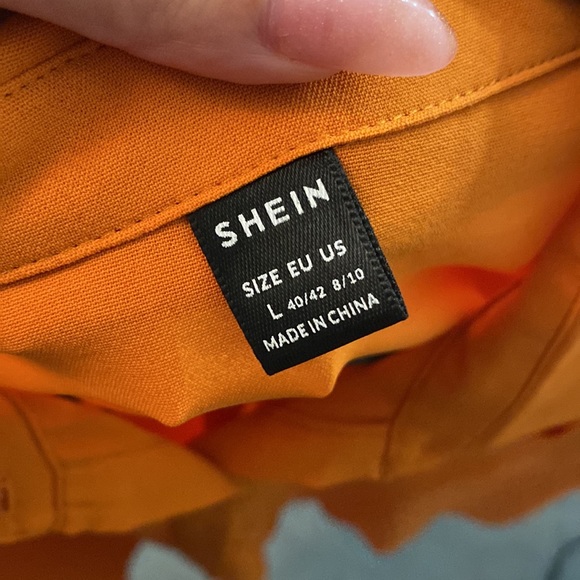 SHEIN
SIZE EU US
L 40/42 8/10
MADE IN CHINA